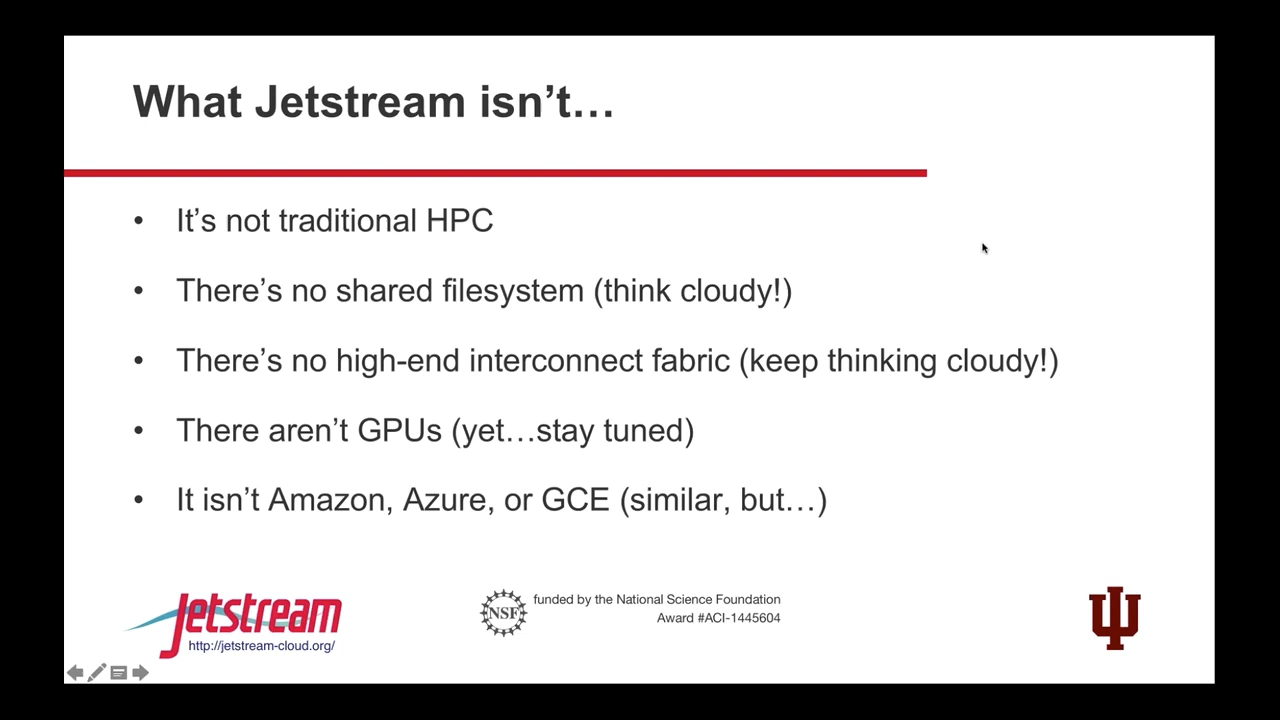 What Jetstream isn’t…
• It’s not traditional HPC
• There’s no shared filesystem (think cloudy!)
• There’s no high-end interconnect fabric (keep thinking cloudy!)
• There aren’t GPUs (yet…stay tuned)
• It isn’t Amazon, Azure, or GCE (similar, but…)
Jetstream
http://jetstream-cloud.org/
NSF
funded by the National Science Foundation
Award #ACI-1445604